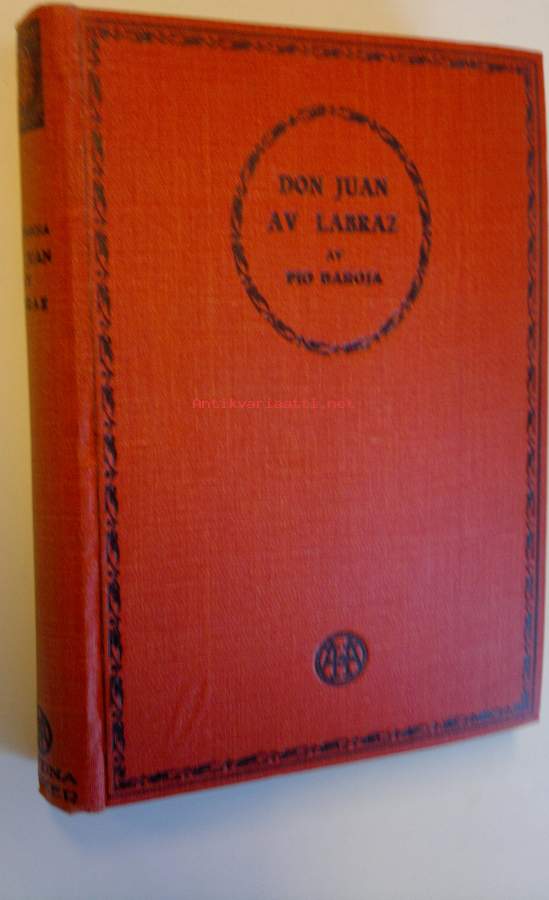 DON JUAN
AV LABRAZ
AV
PIO BAROJA
Antikvariaatti.net